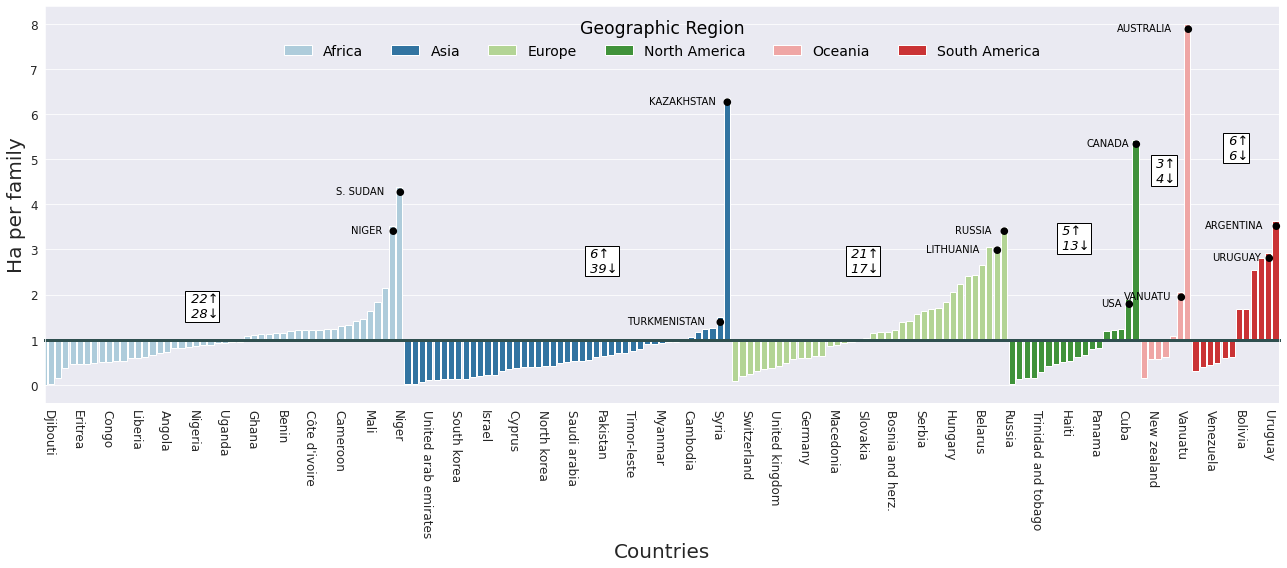 Geographic Region
Africa
Asia
Europe
North America
Oceania
South America
Ha per family
8
7
6
5
4
3
2
1
0
S. SUDAN
NIGER
22↑
28↓
KAZAKHSTAN
TURKMENISTAN
6↑
39↓
RUSSIA
LITHUANIA
21↑
17↓
CANADA
USA
5↑
13↓
AUSTRALIA
VANUATU
3↑
4↓
ARGENTINA
URUGUAY
6↑
6↓
Djibouti
Eritrea
Congo
Liberia
Angola
Nigeria
Uganda
Ghana
Benin
Côte d'ivoire
Cameroon
Mali
Niger
United arab emirates
South korea
Israel
Cyprus
North korea
Saudi arabia
Pakistan
Timor-leste
Myanmar
Cambodia
Syria
Switzerland
United kingdom
Germany
Macedonia
Slovakia
Bosnia and herz.
Serbia
Hungary
Belarus
Russia
Trinidad and tobago
Haiti
Panama
Cuba
New zealand
Vanuatu
Venezuela
Bolivia
Uruguay
Countries